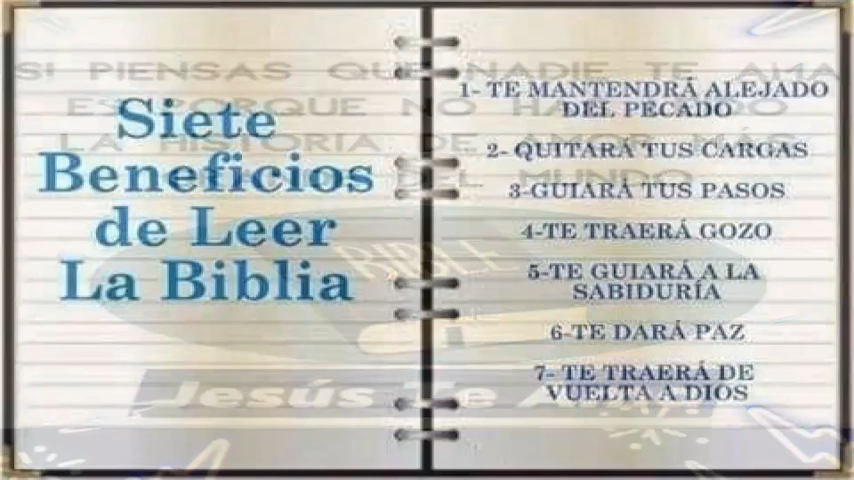 Siete
Beneficios
de Leer
La Biblia
1- TE MANTENDRÁ ALEJADO
DEL PECADO
2- QUITARÁ TUS CARGAS
3-GUIARÁ TUS PASOS
4-TE TRAERÁ GOZO
5-TE GUIARÁ A LA
SABIDURÍA
6-TE DARÁ PAZ
7- TE TRAERÁ DE
VUELTA A DIOS
SI PIENSAS QUE NADIE TE AMA
ES PORQUE NO HAS
LA HISTORIA DE AMOR MÁS
DEL MUNDO
BIBLE
Jesús Te